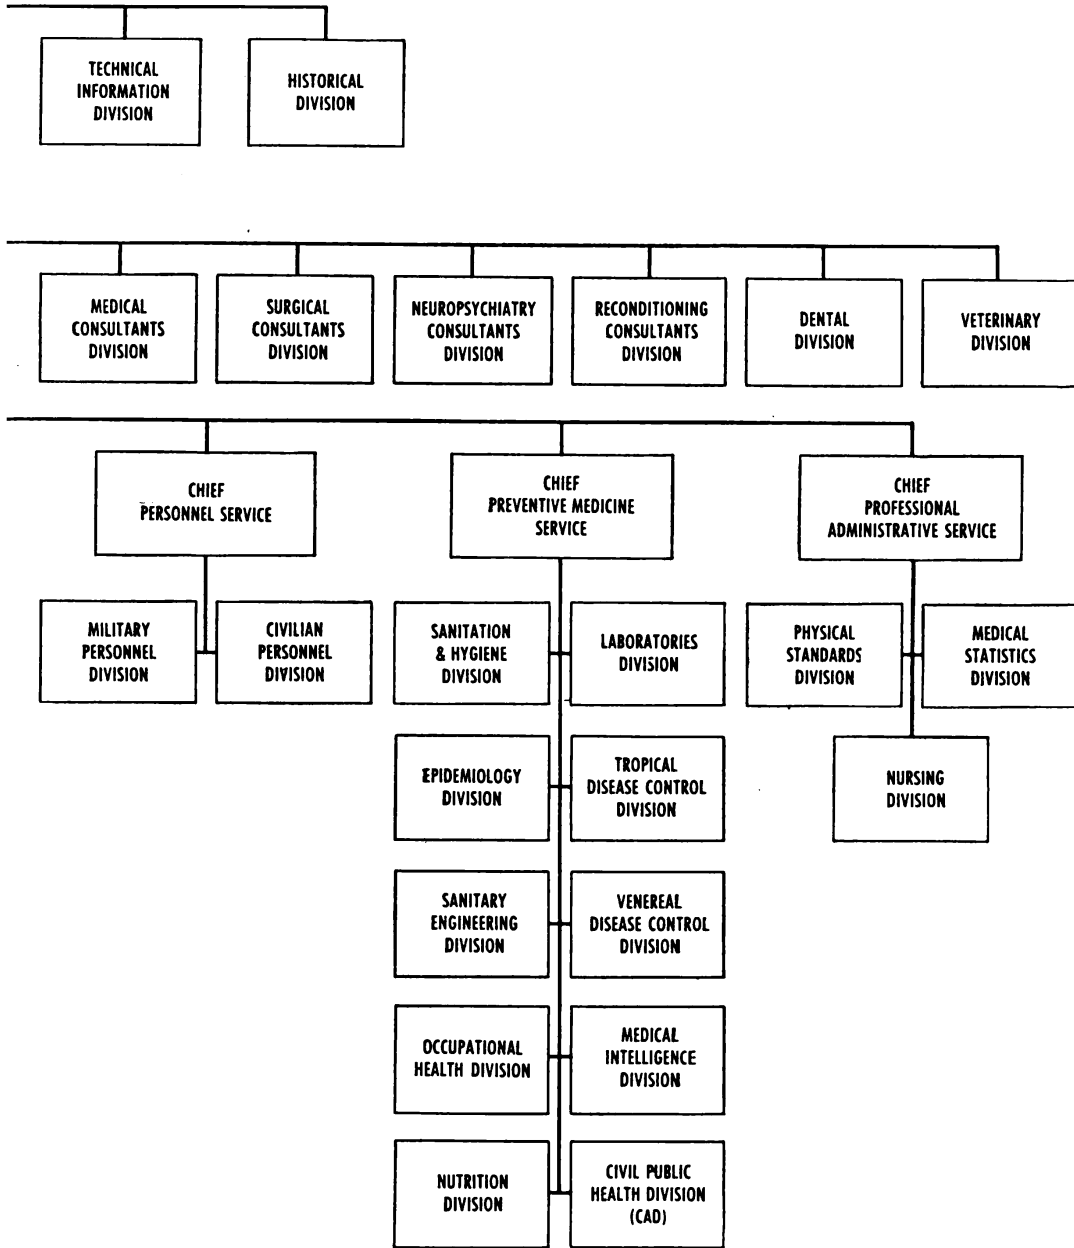 TECHNICAL
INFORMATION
DIVISION
HISTORICAL
DIVISION
MEDICAL
CONSULTANTS
DIVISION
SURGICAL
CONSULTANTS
DIVISION
NEUROPSYCHIATRY
CONSULTANTS
DIVISION
RECONDITIONING
CONSULTANTS
DIVISION
DENTAL
DIVISION
VETERINARY
DIVISION
CHIEF
PERSONNEL SERVICE
CHIEF
PREVENTIVE MEDICINE
SERVICE
CHIEF
PROFESSIONAL
ADMINISTRATIVE SERVICE
MILITARY
PERSONNEL
DIVISION
CIVILIAN
PERSONNEL
DIVISION
SANITATION
& HYGIENE
DIVISION
LABORATORIES
DIVISION
PHYSICAL
STANDARDS
DIVISION
MEDICAL
STATISTICS
DIVISION
EPIDEMIOLOGY
DIVISION
TROPICAL
DISEASE CONTROL
DIVISION
NURSING
DIVISION
SANITARY
ENGINEERING
DIVISION
VENEREAL
DISEASE CONTROL
DIVISION
OCCUPATIONAL
HEALTH DIVISION
MEDICAL
INTELLIGENCE
DIVISION
NUTRITION
DIVISION
CIVIL PUBLIC
HEALTH DIVISION
(CAD)